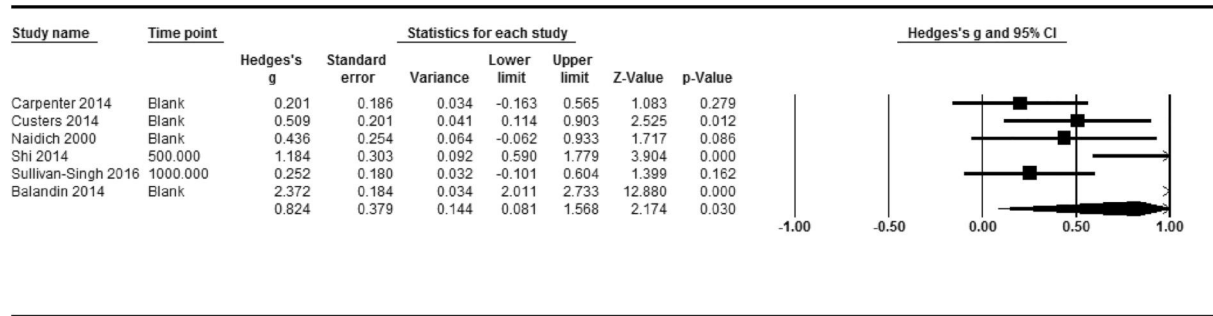 Study name Time point Statistics for each study Hedges's g and 95% CI
Hedges's g Standard error Variance Lower limit Upper limit Z-Value p-Value
Carpenter 2014 Blank 0.201 0.186 0.034 -0.163 0.565 1.083 0.279
Custers 2014 Blank 0.509 0.201 0.041 0.114 0.903 2.525 0.012
Naidich 2000 Blank 0.436 0.254 0.064 -0.062 0.933 1.717 0.086
Shi 2014 500.000 1.184 0.303 0.092 0.590 1.779 3.904 0.000
Sullivan-Singh 2016 1000.000 0.252 0.180 0.032 -0.101 0.604 1.399 0.162
Balandin 2014 Blank 2.372 0.184 0.034 2.011 2.733 12.880 0.000
0.824 0.379 0.144 0.081 1.568 2.174 0.030
-1.00 -0.50 0.00 0.50 1.00